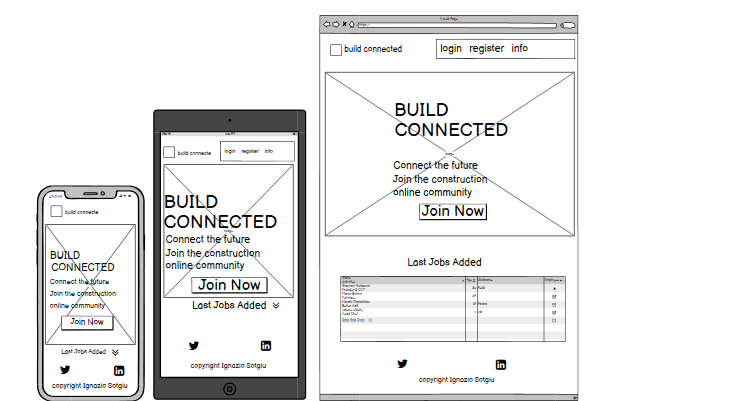 build connecte
BUILD
CONNECTED
Connect the future
Join the construction
online community
Join Now
Last Jobs Added
copyright Ignazio Sotgiu
build connecte
login register info
BUILD
CONNECTED
Connect the future
Join the construction
online community
Join Now
Last Jobs Added
copyright Ignazio Sotgiu
build connected
login register info
BUILD
CONNECTED
Connect the future
Join the construction
online community
Join Now
Last Jobs Added
copyright Ignazio Sotgiu